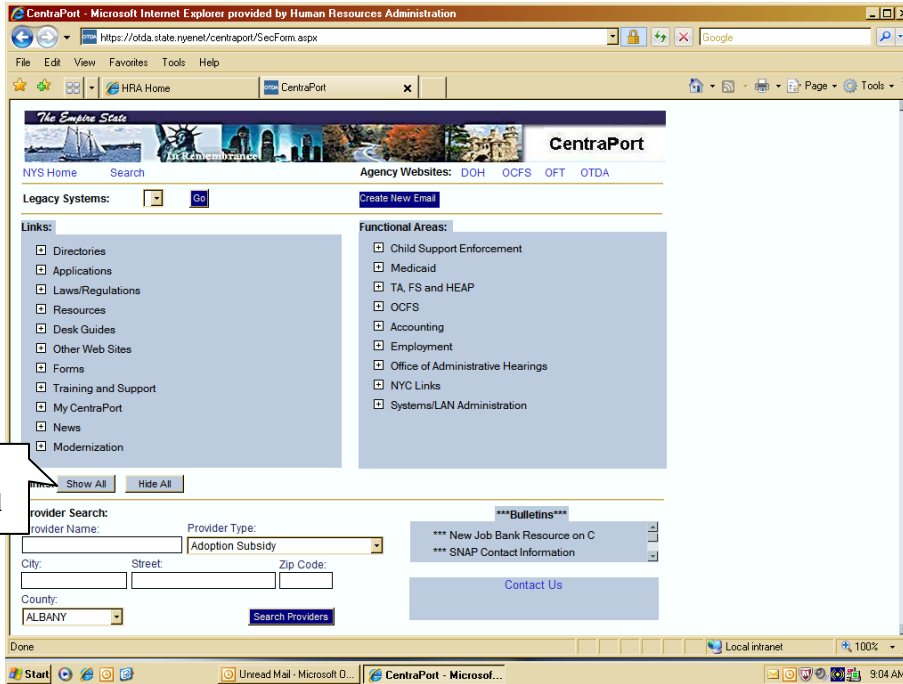 CentraPort - Microsoft Internet Explorer provided by Human Resources Administration
https://otda.state.nyenet/centraport/SecForm.aspx
Google
File Edit View Favorites Tools Help
HRA Home
CentraPort
Page
Tools
The Empire State
In Remembrance
CentraPort
NYS Home Search
Agency Websites: DOH OCFS OFT OTDA
Legacy Systems: Go
Create New Email
Links:
Directories
Applications
Laws/Regulations
Resources
Desk Guides
Other Web Sites
Forms
Training and Support
My CentraPort
News
Modernization
Functional Areas:
Child Support Enforcement
Medicaid
TA, FS and HEAP
OCFS
Accounting
Employment
Office of Administrative Hearings
NYC Links
Systems/LAN Administration
Show All Hide All
Provider Search:
Provider Name: Provider Type:
Adoption Subsidy
City: Street: Zip Code:
County:
ALBANY Search Providers
***Bulletins***
*** New Job Bank Resource on C
*** SNAP Contact Information
Contact Us
Done Local intranet 100%
Start Unread Mail - Microsoft O... CentraPort - Microsof... 9:04 AM